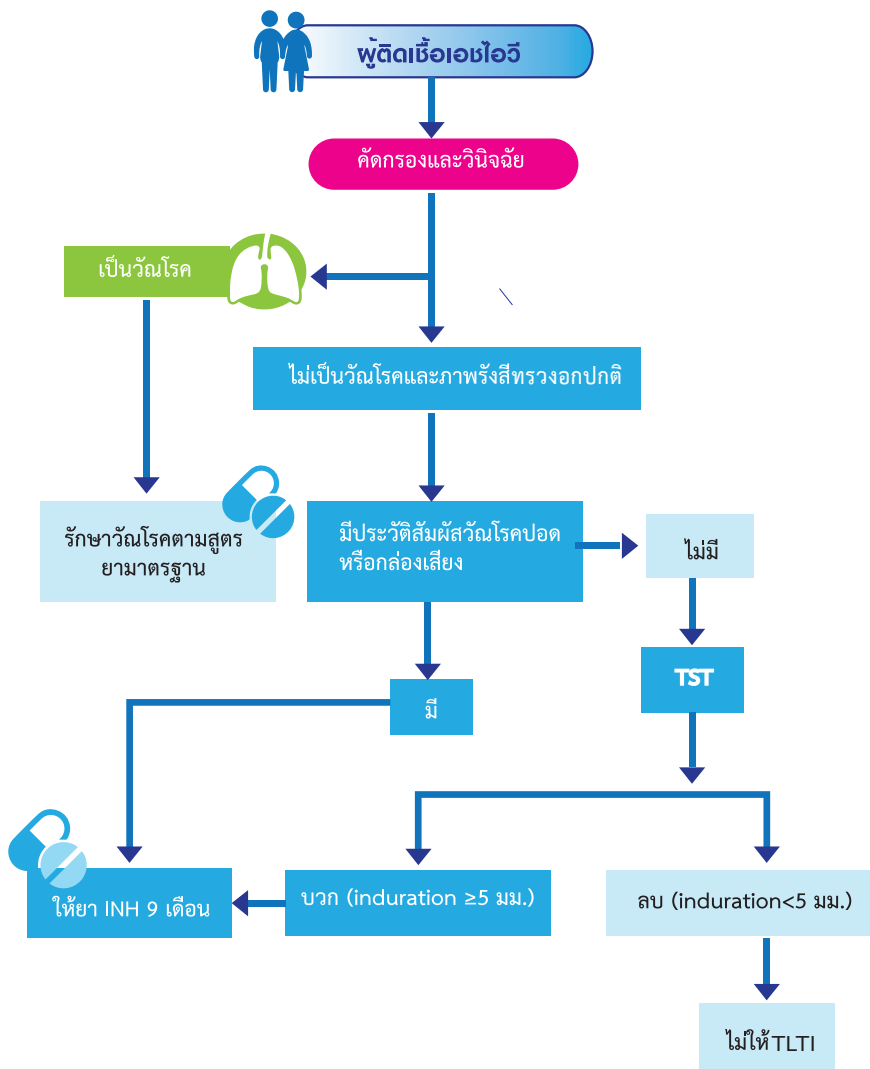 ผู้ติดเชื้อเอชไอวี
คัดกรองและวินิจฉัย
เป็นวัณโรค
ไม่เป็นวัณโรคและภาพรังสีทรวงอกปกติ
รักษาวัณโรคตามสูตร
ยามาตรฐาน
มีประวัติสัมผัสวัณโรคปอด
หรือกล่องเสียง
ไม่มี
TST
มี
ให้ยา INH 9 เดือน
บวก (induration ≥5 มม.)
ลบ (induration<5 มม.)
ไม่ให้ TLTI